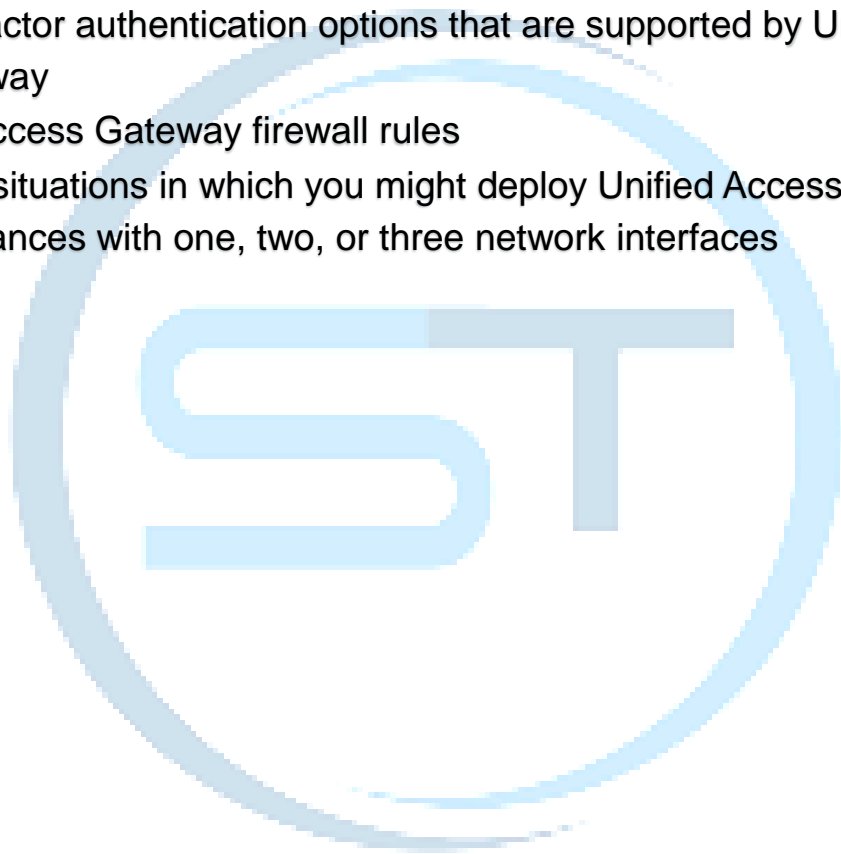 actor authentication options that are supported by U
way
ccess Gateway firewall rules
situations in which you might deploy Unified Access
ances with one, two, or three network interfaces
ST